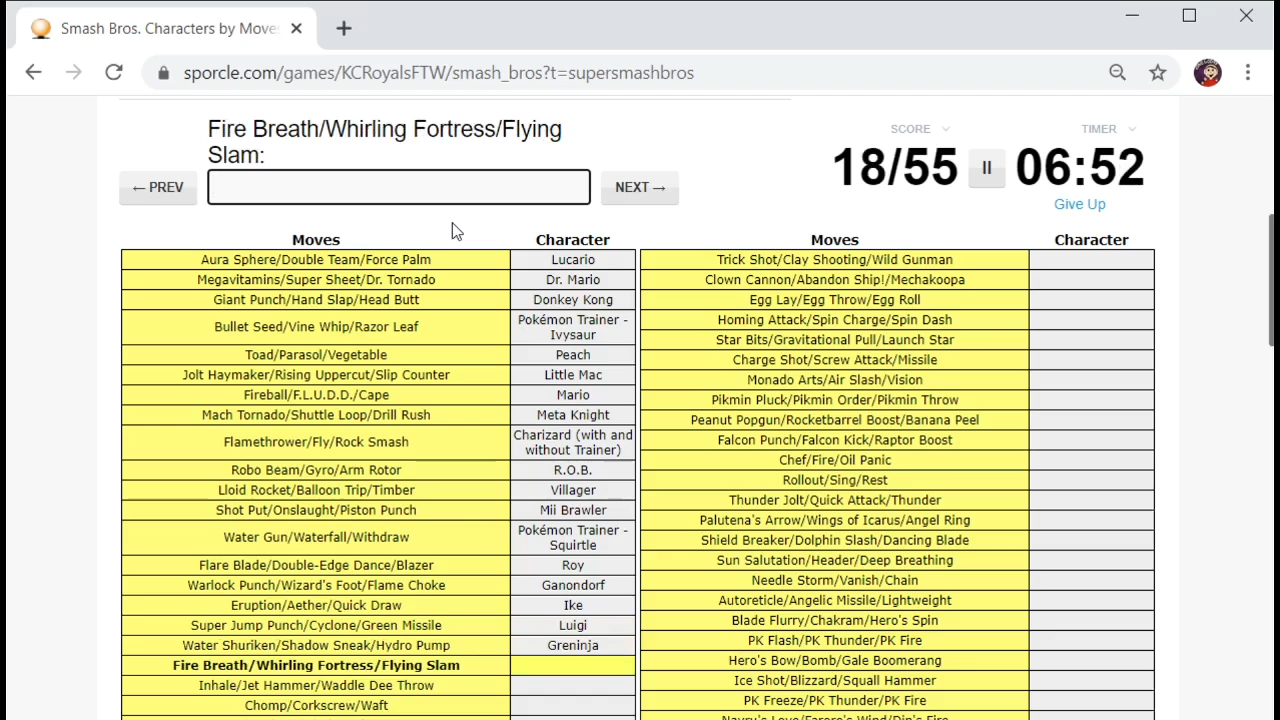 Smash Bros. Characters by Move
sporcle.com/games/KCRoyalsFTW/smash_bros?t=supersmashbros
Fire Breath/Whirling Fortress/Flying
Slam:
← PREV
NEXT →
SCORE
TIMER
18/55
06:52
Give Up
Moves Character
Aura Sphere/Double Team/Force Palm Lucario
Megavitamins/Super Sheet/Dr. Tornado Dr. Mario
Giant Punch/Hand Slap/Head Butt Donkey Kong
Bullet Seed/Vine Whip/Razor Leaf Pokémon Trainer -
Ivysaur
Toad/Parasol/Vegetable Peach
Jolt Haymaker/Rising Uppercut/Slip Counter Little Mac
Fireball/F.L.U.D.D./Cape Mario
Mach Tornado/Shuttle Loop/Drill Rush Meta Knight
Flamethrower/Fly/Rock Smash Charizard (with and
without Trainer)
Robo Beam/Gyro/Arm Rotor R.O.B.
Lloid Rocket/Balloon Trip/Timber Villager
Shot Put/Onslaught/Piston Punch Mii Brawler
Water Gun/Waterfall/Withdraw Pokémon Trainer -
Squirtle
Flare Blade/Double-Edge Dance/Blazer Roy
Warlock Punch/Wizard's Foot/Flame Choke Ganondorf
Eruption/Aether/Quick Draw Ike
Super Jump Punch/Cyclone/Green Missile Luigi
Water Shuriken/Shadow Sneak/Hydro Pump Greninja
Fire Breath/Whirling Fortress/Flying Slam
Inhale/Jet Hammer/Waddle Dee Throw
Chomp/Corkscrew/Waft
Moves Character
Trick Shot/Clay Shooting/Wild Gunman
Clown Cannon/Abandon Ship!/Mechakoopa
Egg Lay/Egg Throw/Egg Roll
Homing Attack/Spin Charge/Spin Dash
Star Bits/Gravitational Pull/Launch Star
Charge Shot/Screw Attack/Missile
Monado Arts/Air Slash/Vision
Pikmin Pluck/Pikmin Order/Pikmin Throw
Peanut Popgun/Rocketbarrel Boost/Banana Peel
Falcon Punch/Falcon Kick/Raptor Boost
Chef/Fire/Oil Panic
Rollout/Sing/Rest
Thunder Jolt/Quick Attack/Thunder
Palutena's Arrow/Wings of Icarus/Angel Ring
Shield Breaker/Dolphin Slash/Dancing Blade
Sun Salutation/Header/Deep Breathing
Needle Storm/Vanish/Chain
Autoreticle/Angelic Missile/Lightweight
Blade Flurry/Chakram/Hero's Spin
PK Flash/PK Thunder/PK Fire
Hero's Bow/Bomb/Gale Boomerang
Ice Shot/Blizzard/Squall Hammer
PK Freeze/PK Thunder/PK Fire
Nayru's Love/Farore's Wind/Din's Fire